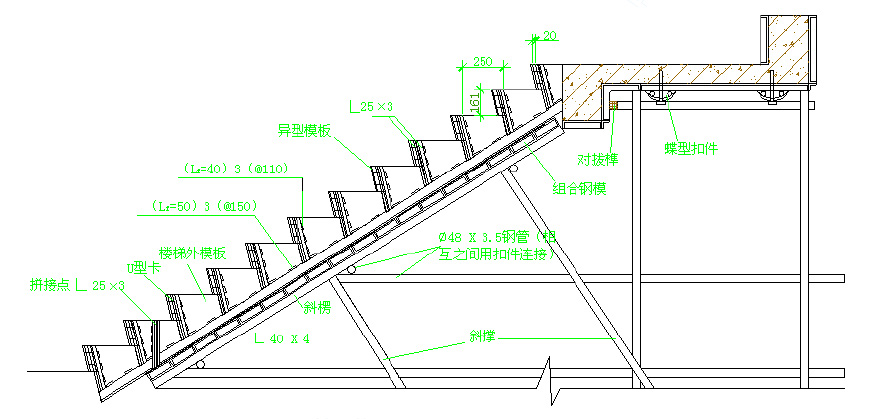 20
250
161
∟25×3
异型模板
(Lf=40) 3 (@110)
(Lf=50) 3 (@150)
楼梯外模板
U型卡
拼接点∟25×3
斜楞
∟40 X 4
对拔榫
蝶型扣件
组合钢模
Ø48 X 3.5钢管(相
互之间用扣件连接)
斜撑